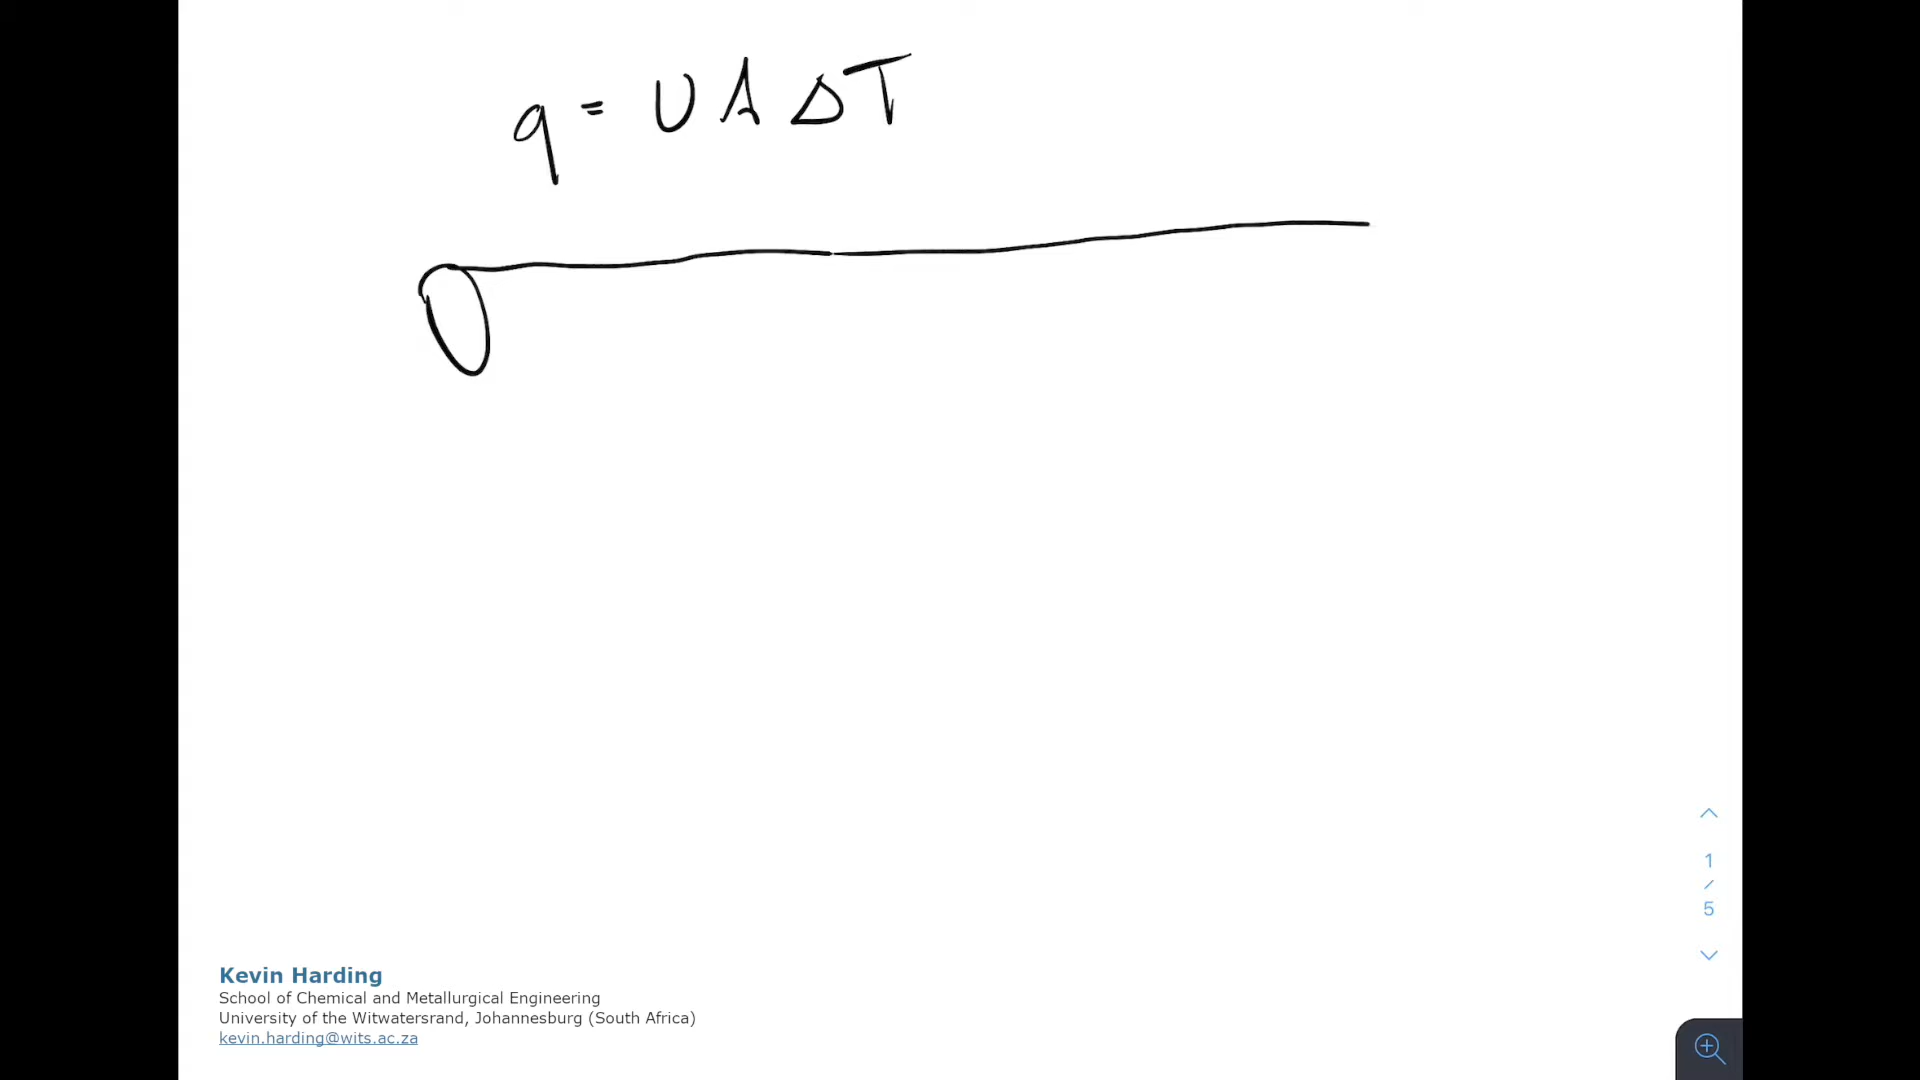 q = U A ΔT
1
/
5
Kevin Harding
School of Chemical and Metallurgical Engineering
University of the Witwatersrand, Johannesburg (South Africa)
kevin.harding@wits.ac.za